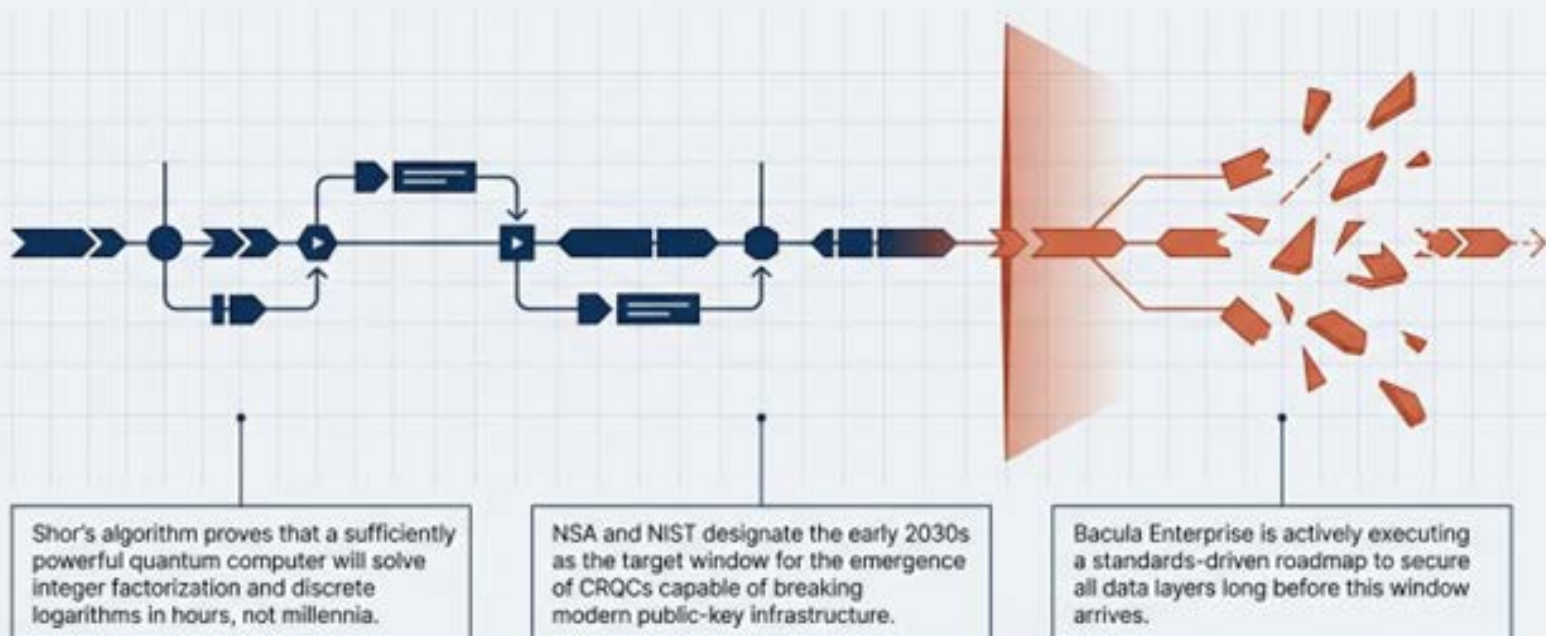 Shor's algorithm proves that a sufficiently
powerful quantum computer will solve
integer factorization and discrete
logarithms in hours, not millennia.
NSA and NIST designate the early 2030s
as the target window for the emergence
of CRQCs capable of breaking
modern public-key infrastructure.
Bacula Enterprise is actively executing
a standards-driven roadmap to secure
all data layers long before this window
arrives.